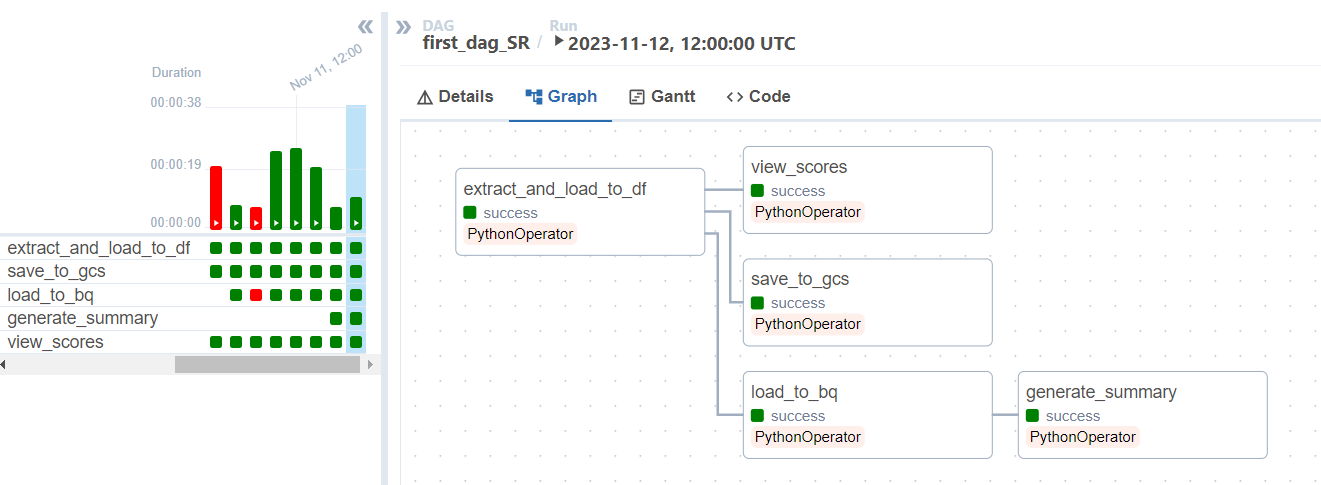 Duration
Nov 11, 12:00
00:00:38
00:00:19
00:00:00
extract_and_load_to_df
save_to_gcs
load_to_bq
generate_summary
view_scores
DAG
first_dag_SR
/
Run
2023-11-12, 12:00:00 UTC
Details
Graph
Gantt
Code
extract_and_load_to_df
success
PythonOperator
view_scores
success
PythonOperator
save_to_gcs
success
PythonOperator
load_to_bq
success
PythonOperator
generate_summary
success
PythonOperator